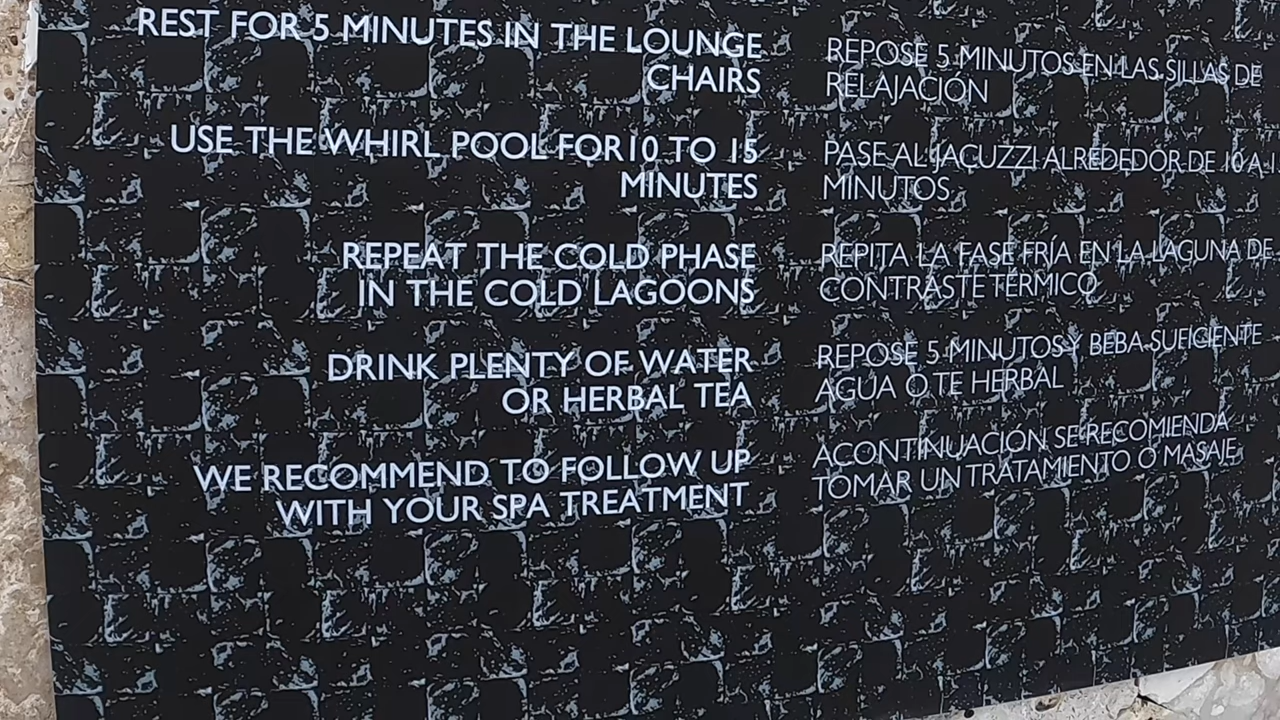 REST FOR 5 MINUTES IN THE LOUNGE
CHAIRS
USE THE WHIRL POOL FOR10 TO 15
MINUTES
REPEAT THE COLD PHASE
IN THE COLD LAGOONS
DRINK PLENTY OF WATER
OR HERBAL TEA
WE RECOMMEND TO FOLLOW UP
WITH YOUR SPA TREATMENT
REPOSE 5 MINUTOS EN LAS SILLAS DE
RELAJACIÓN
PASE AL JACUZZI ALREDEDOR DE 10 A
MINUTOS
REPITA LA FASE FRÍA EN LA LAGUNA DE
CONTRASTE TÉRMICO
REPOSE 5 MINUTOS Y BEBA SUFICIENTE
AGUA O TE HERBAL
ACONTINUACIÓN SE RECOMIENDA
TOMAR UN TRATAMIENTO O MASAJE